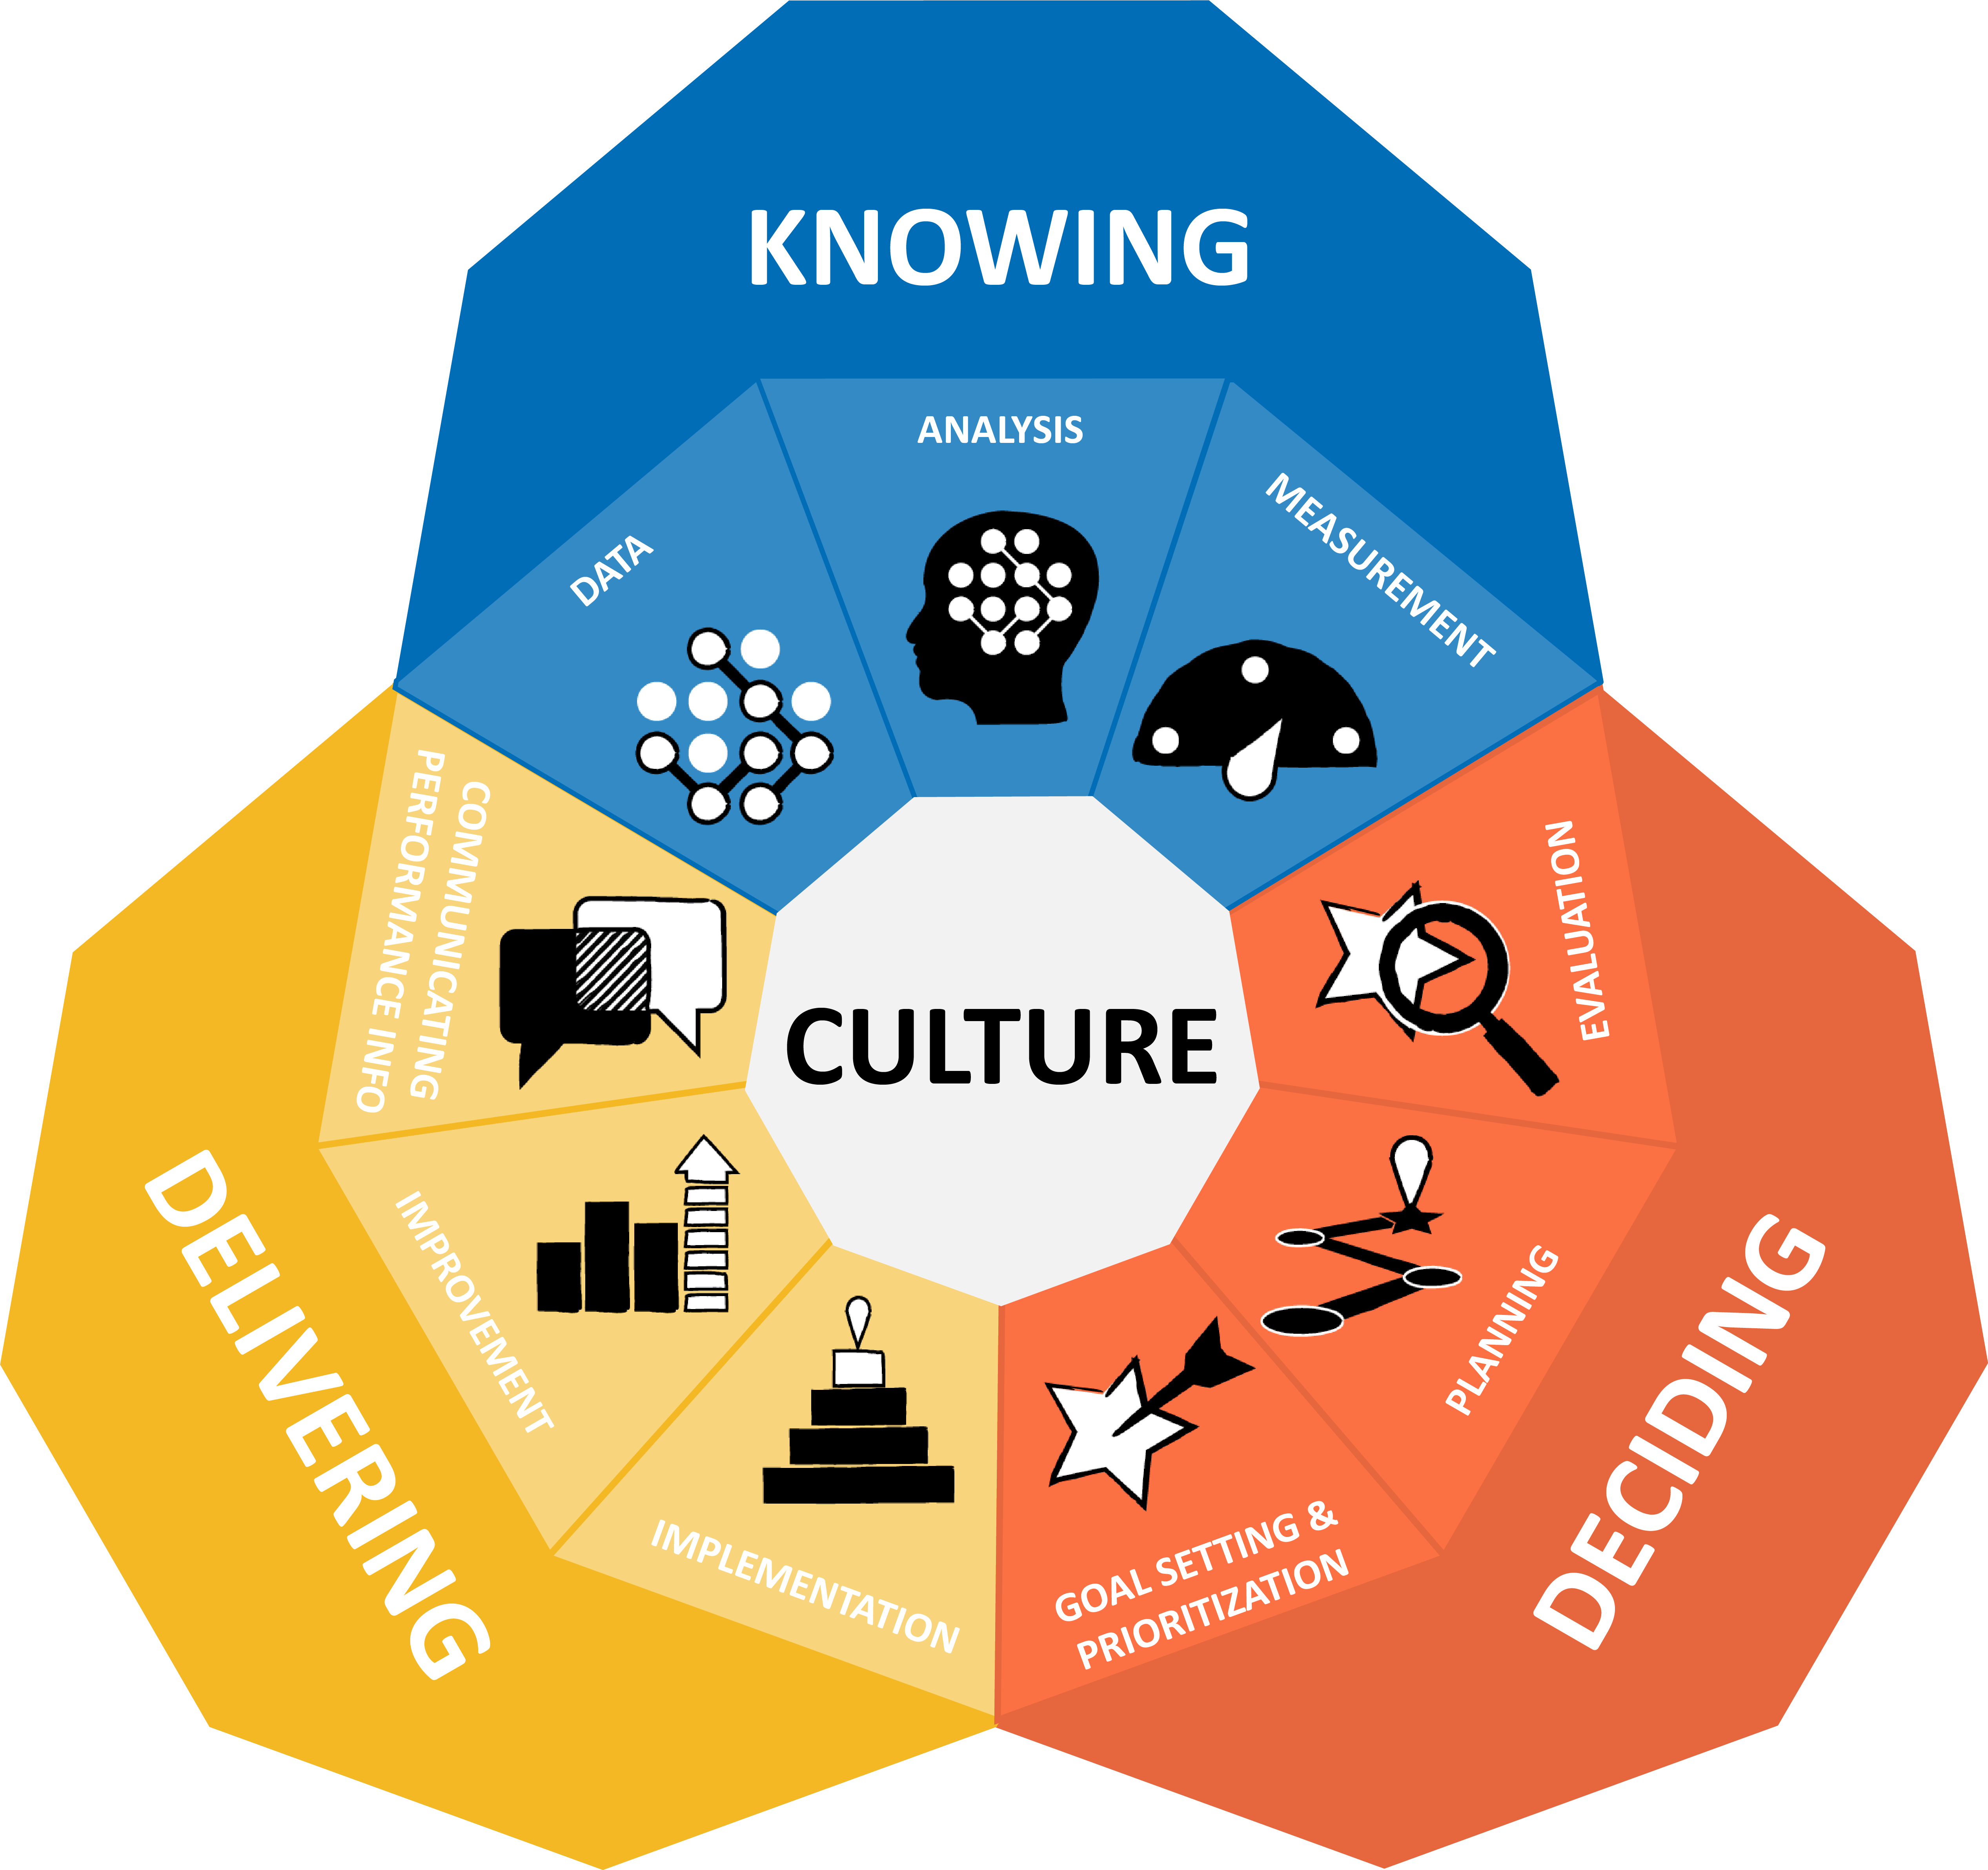 KNOWING
ANALYSIS
DATA
MEASUREMENT
COMMUNICATING
PERFORMANCE INFO
EVALUATION
CULTURE
DELIVERING
IMPROVEMENT
PLANNING
DECIDING
IMPLEMENTATION
GOAL SETTING &
PRIORITIZATION